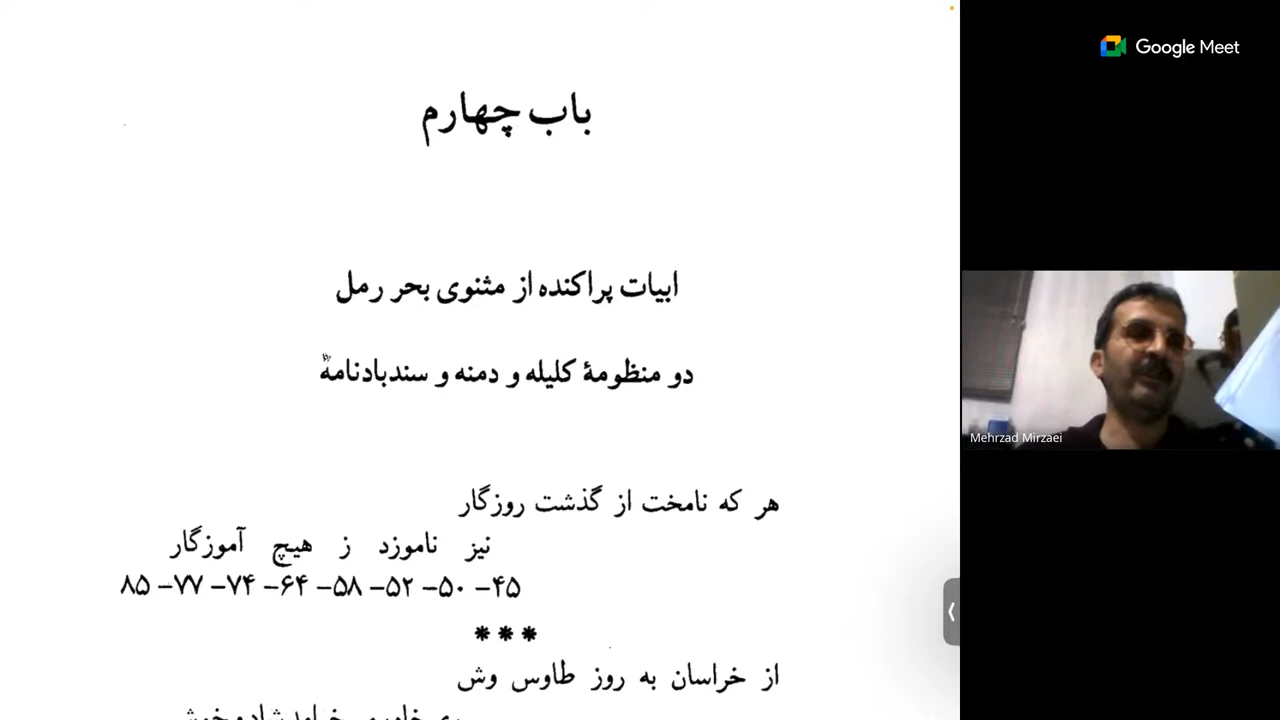 باب چهارم
ابیات پراکنده از مثنوی بحر رمل
دو منظومهٔ کلیله و دمنه و سندبادنامه
هر که نامخت از گذشت روزگار
نیز ناموزد ز هیچ آموزگار
۴۵- ۵۰- ۵۲- ۵۸- ۶۴- ۷۴- ۷۷- ۸۵
***
از خراسان به روز طاوس وش
Google Meet
Mehrzad Mirzaei